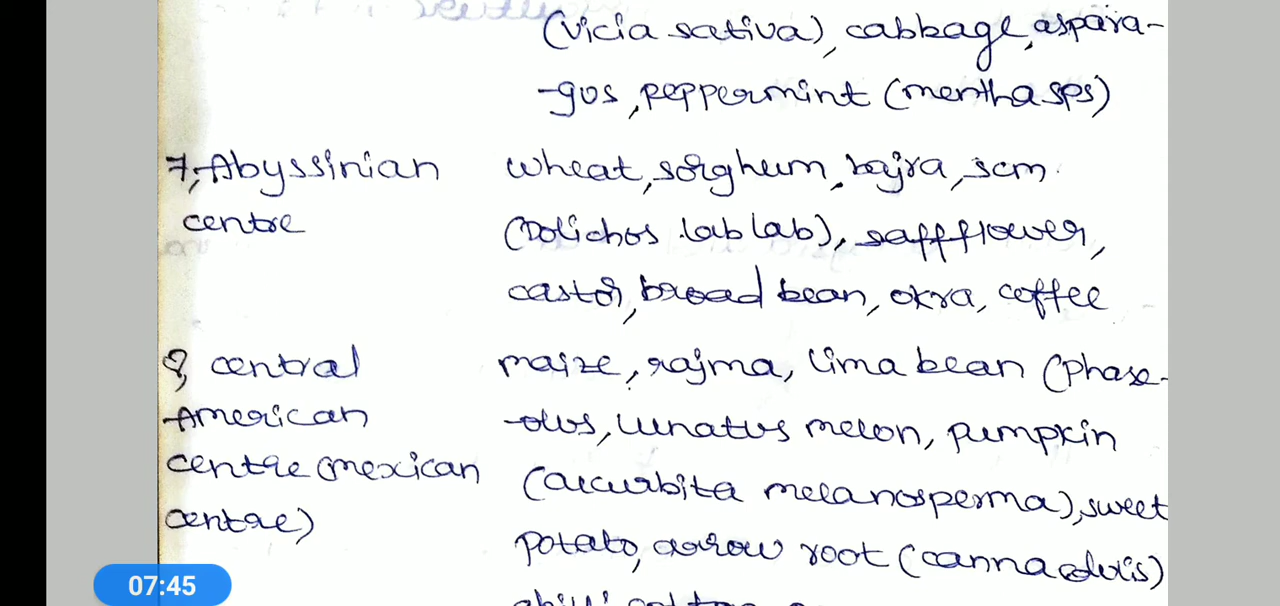 (vicia sativa), cabbage, aspara-
-gus, peppermint (mentha sps)
7, Abyssinian wheat, sorghum, bajra, sem
centre (Dolichos lablab), saffflower,
castor, broad bean, okra, coffee
8, central maize, rajma, lima bean (phase-
American -olus, lunatus melon, pumpkin
centre (mexican (cucurbita melanosperma), sweet
centre) potato, arrow root (canna edulis)
07:45